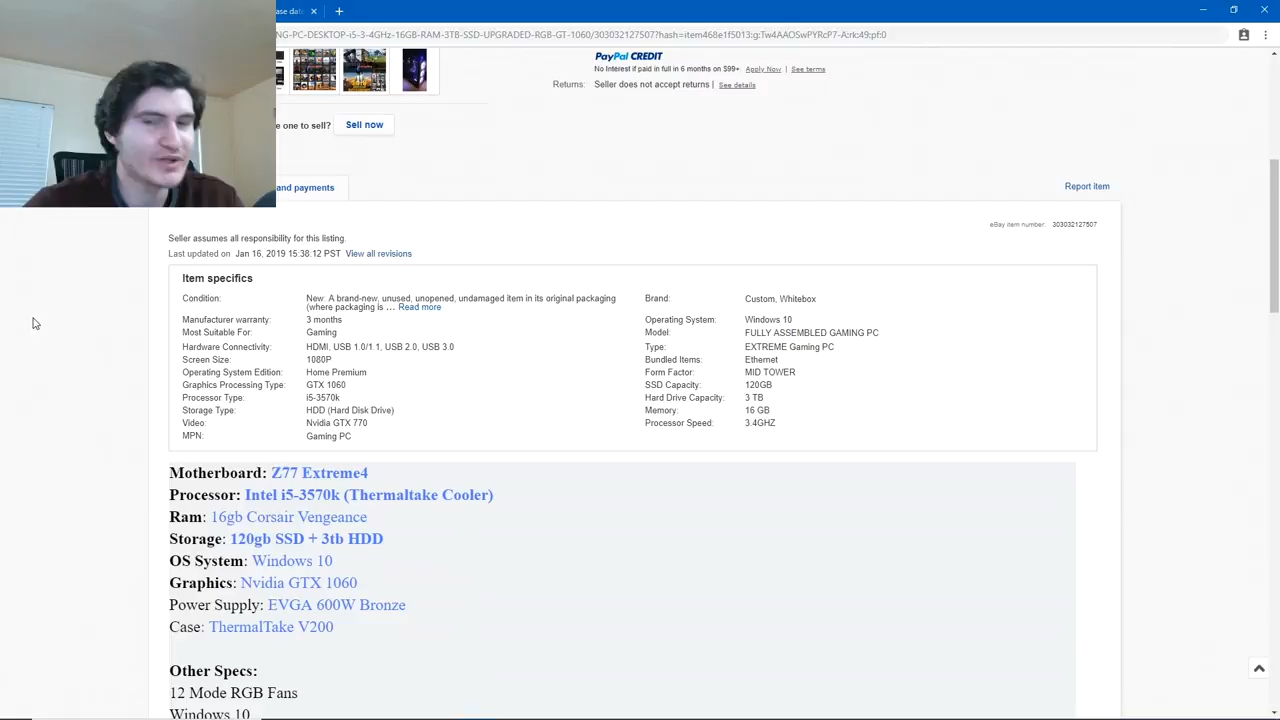 ase dat
NG-PC-DESKTOP-i5-3-4GHz-16GB-RAM-3TB-SSD-UPGRADED-RGB-GT-1060/303032127507?hash=item468e1f5013:g:Tw4AAOSwPYRcP7-A:rk:49:pf:0
PayPal CREDIT
No Interest if paid in full in 6 months on $99+. Apply Now | See terms
Returns: Seller does not accept returns | See details
e one to sell? Sell now
and payments
Report item
eBay item number: 303032127507
Seller assumes all responsibility for this listing.
Last updated on Jan 16, 2019 15:38:12 PST View all revisions
Item specifics
Condition: New: A brand-new, unused, unopened, undamaged item in its original packaging
(where packaging is ... Read more
Brand: Custom, Whitebox
Manufacturer warranty: 3 months
Operating System: Windows 10
Most Suitable For: Gaming
Model: FULLY ASSEMBLED GAMING PC
Hardware Connectivity: HDMI, USB 1.0/1.1, USB 2.0, USB 3.0
Type: EXTREME Gaming PC
Screen Size: 1080P
Bundled Items: Ethernet
Operating System Edition: Home Premium
Form Factor: MID TOWER
Graphics Processing Type: GTX 1060
SSD Capacity: 120GB
Processor Type: i5-3570k
Hard Drive Capacity: 3 TB
Storage Type: HDD (Hard Disk Drive)
Memory: 16 GB
Video: Nvidia GTX 770
Processor Speed: 3.4GHZ
MPN: Gaming PC
Motherboard: Z77 Extreme4
Processor: Intel i5-3570k (Thermaltake Cooler)
Ram: 16gb Corsair Vengeance
Storage: 120gb SSD + 3tb HDD
OS System: Windows 10
Graphics: Nvidia GTX 1060
Power Supply: EVGA 600W Bronze
Case: ThermalTake V200
Other Specs:
12 Mode RGB Fans
Windows 10